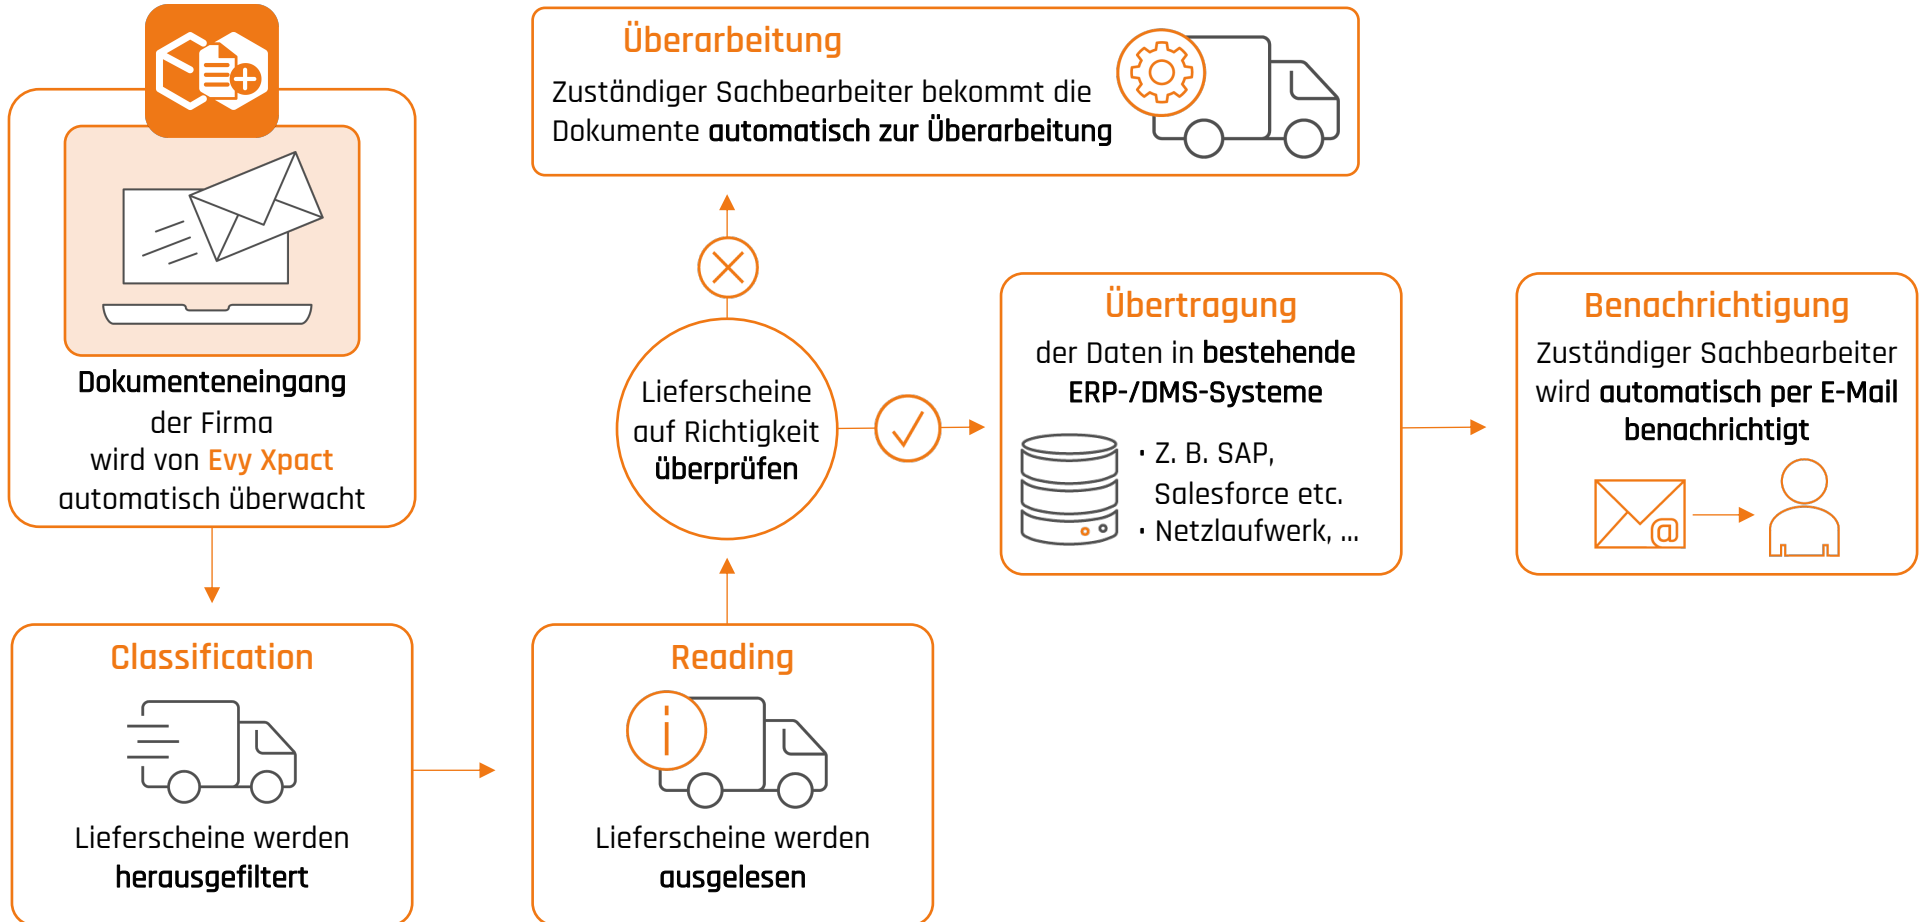 Dokumenteneingang
der Firma
wird von Evy Xpact
automatisch überwacht
Classification
Lieferscheine werden
herausgefiltert
Reading
Lieferscheine werden
ausgelesen
Lieferscheine
auf Richtigkeit
überprüfen
Überarbeitung
Zuständiger Sachbearbeiter bekommt die
Dokumente automatisch zur Überarbeitung
Übertragung
der Daten in bestehende
ERP-/DMS-Systeme
· Z. B. SAP,
Salesforce etc.
· Netzlaufwerk, ...
Benachrichtigung
Zuständiger Sachbearbeiter
wird automatisch per E-Mail
benachrichtigt
@